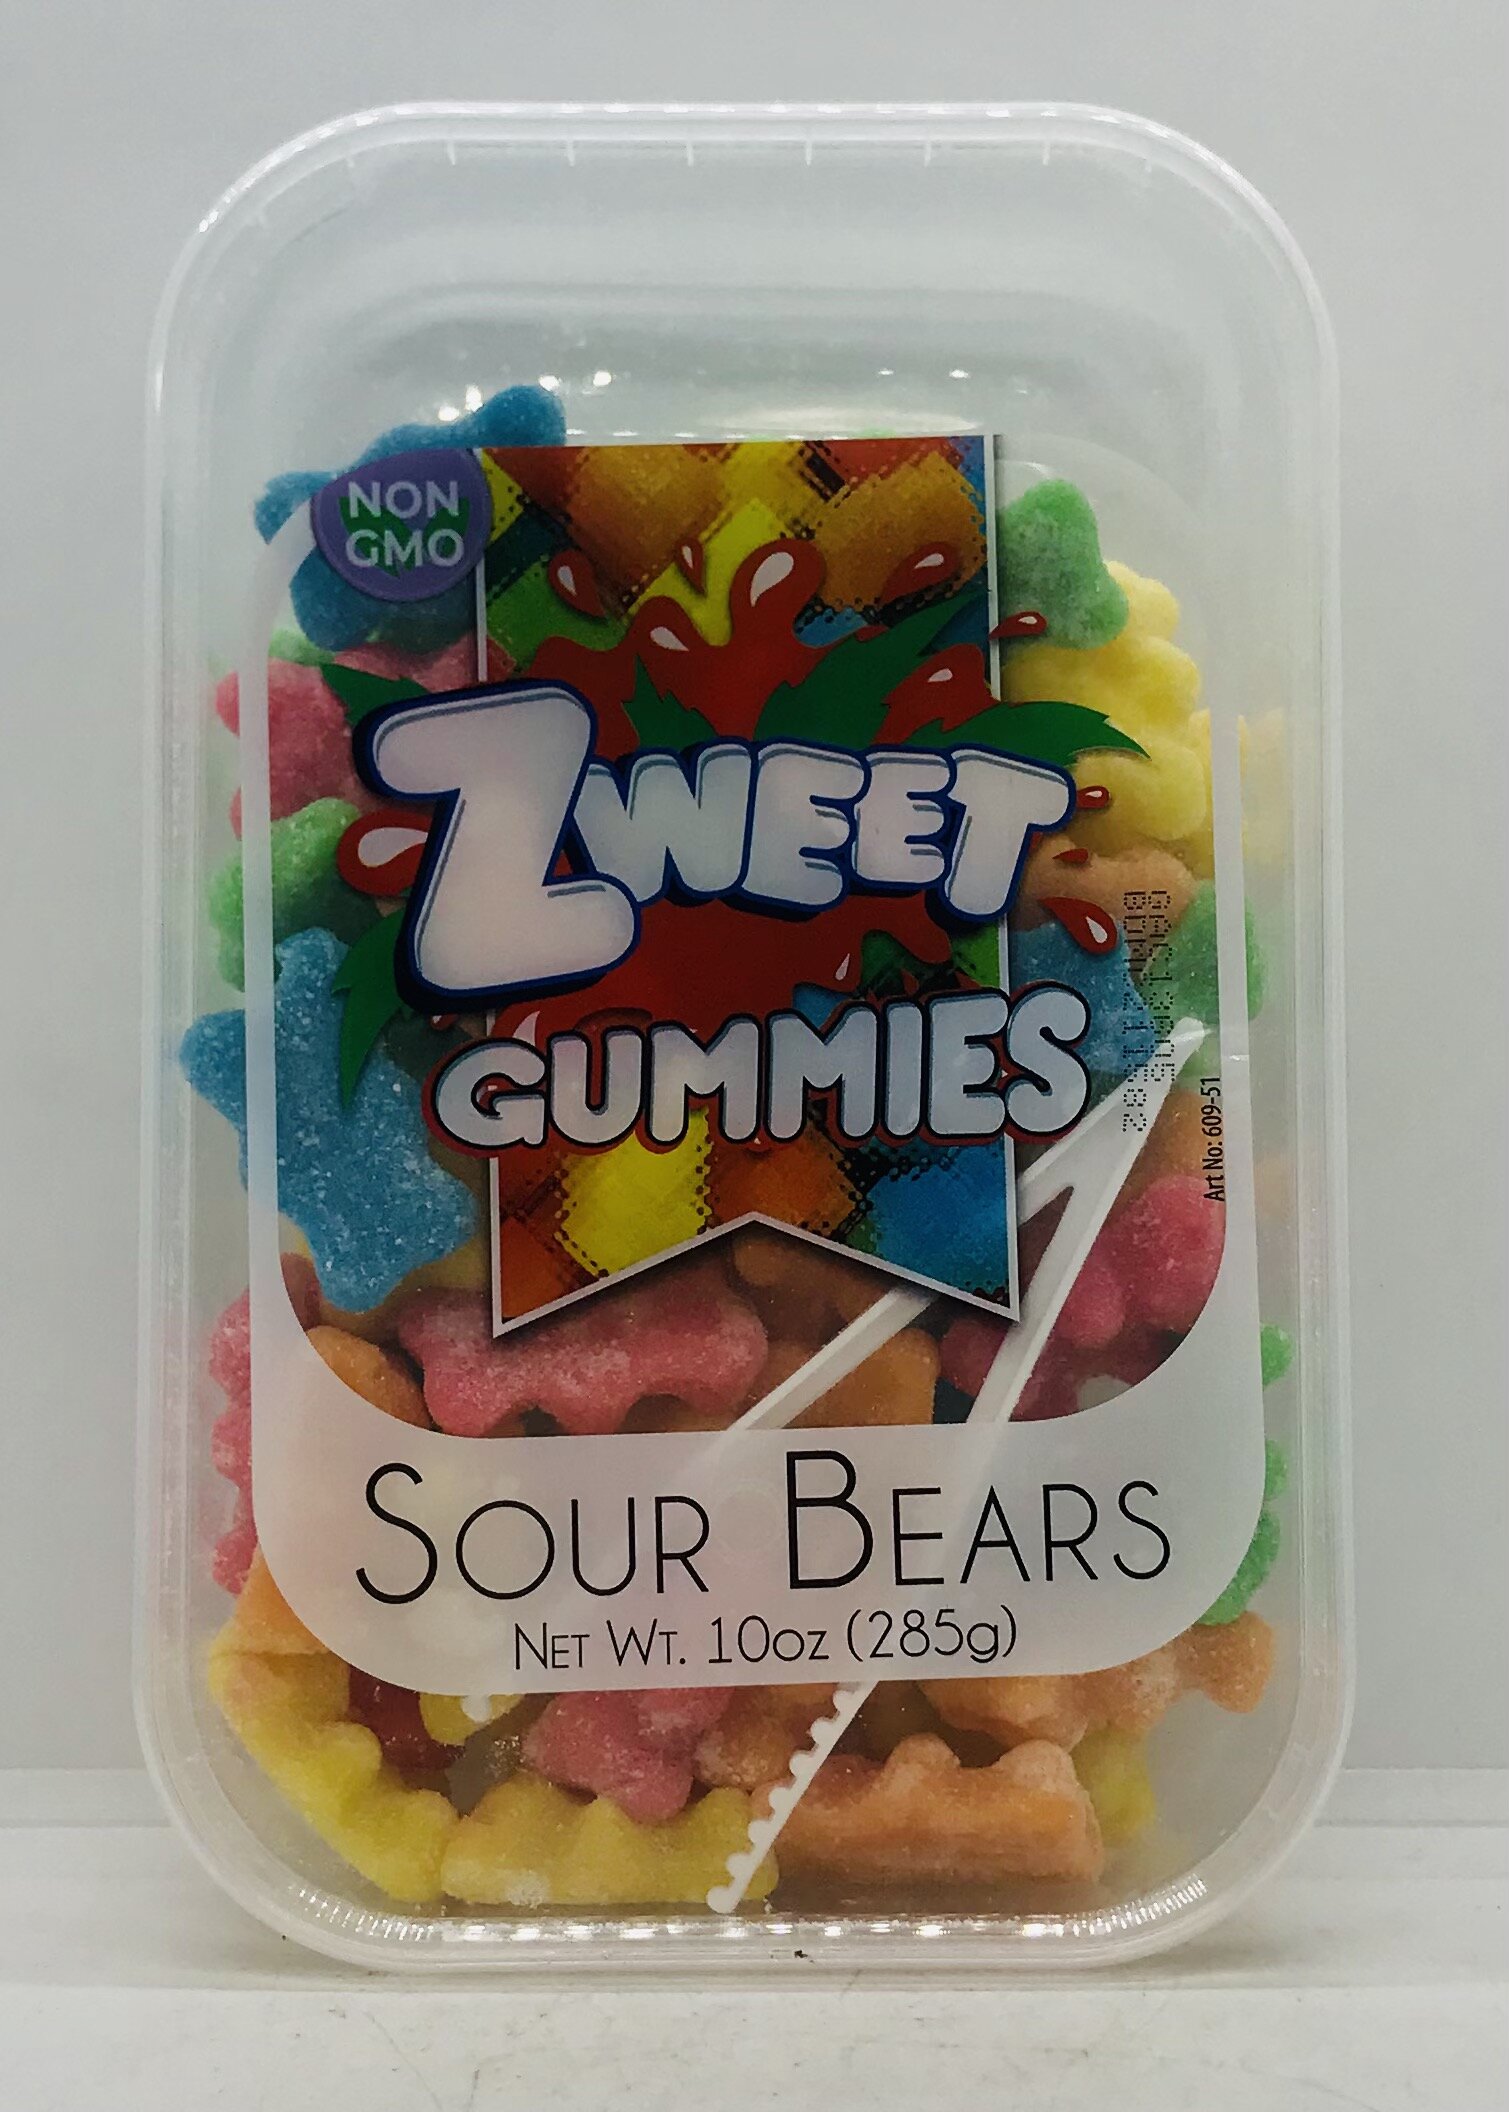 NON
GMO
ZWEET
GUMMIES
Art No: 609-51
SOUR BEARS
NET WT. 10oz (285g)